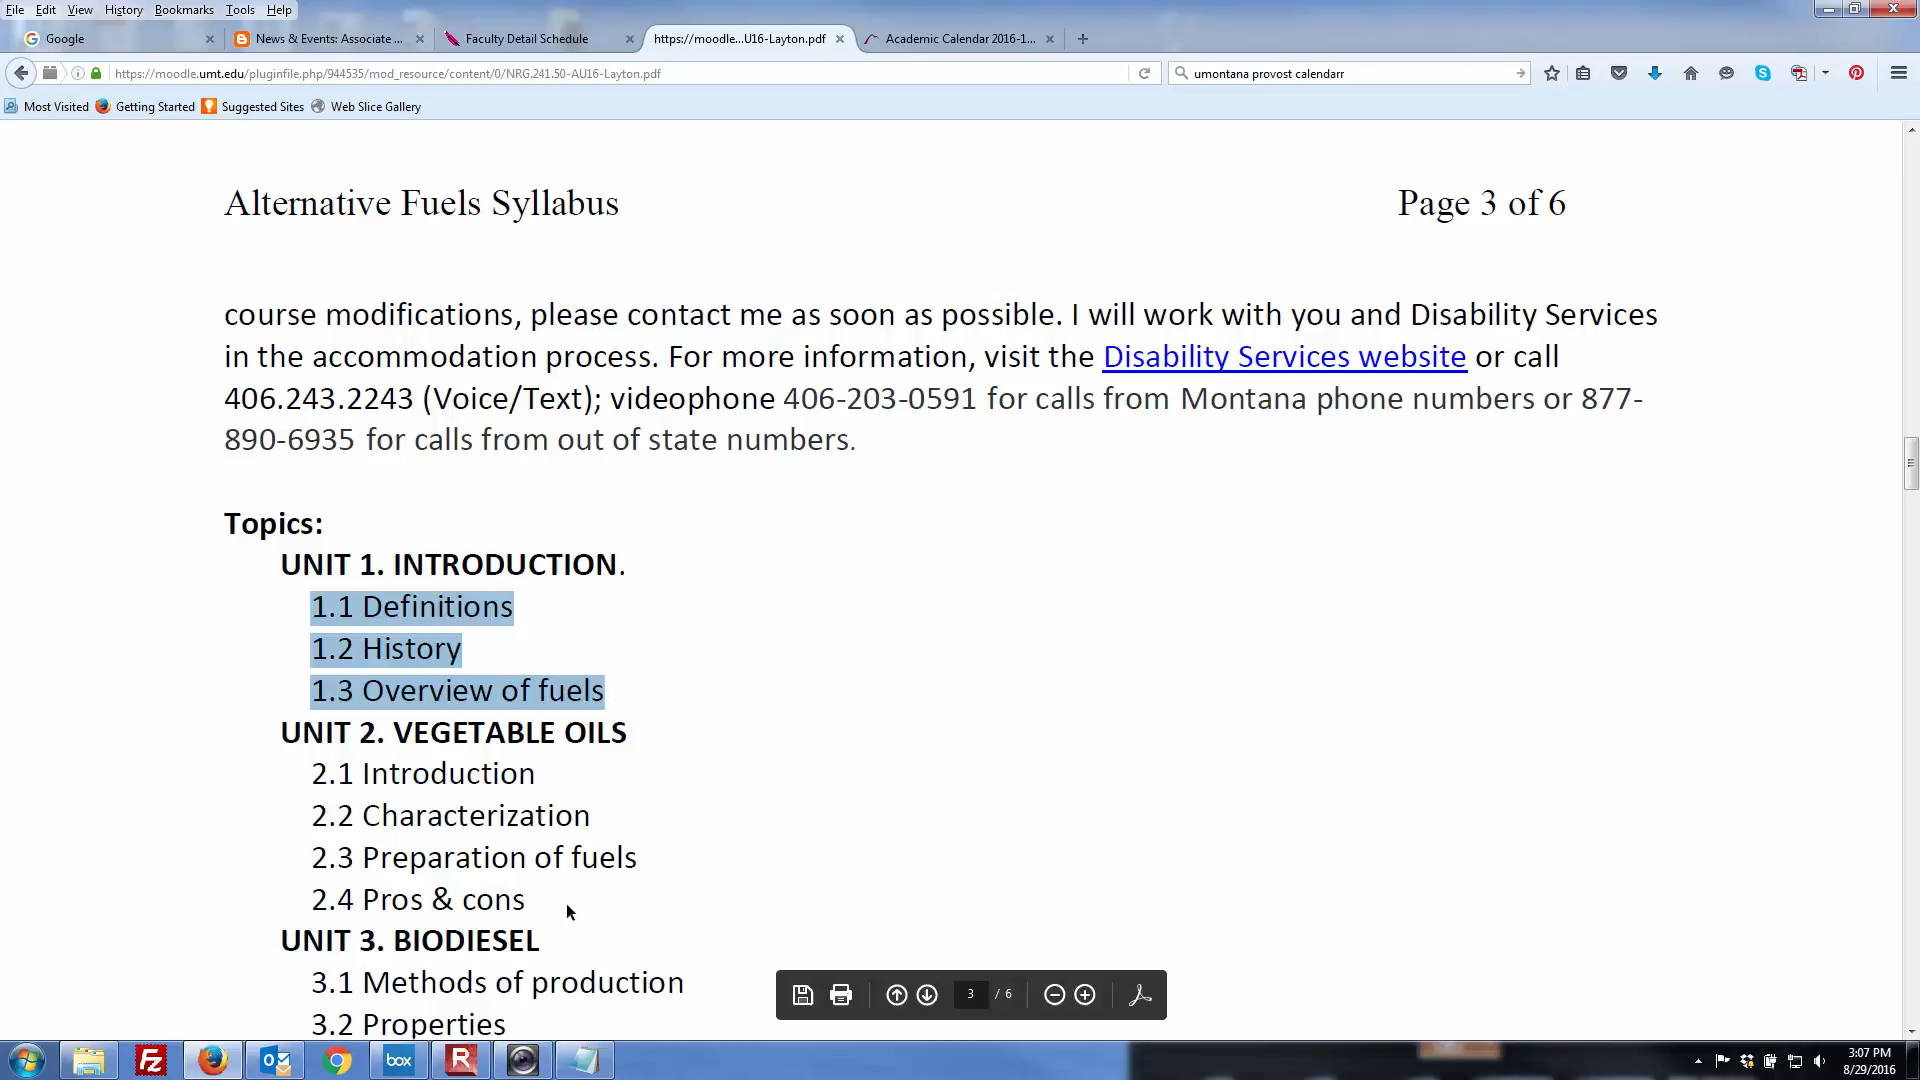 File Edit View History Bookmarks Tools Help
Google
News & Events: Associate ...
Faculty Detail Schedule
https://moodle...U16-Layton.pdf
Academic Calendar 2016-1...
https://moodle.umt.edu/pluginfile.php/944535/mod_resource/content/0/NRG.241.50-AU16-Layton.pdf
umontana provost calendarr
Most Visited Getting Started Suggested Sites Web Slice Gallery
Alternative Fuels Syllabus
Page 3 of 6
course modifications, please contact me as soon as possible. I will work with you and Disability Services
in the accommodation process. For more information, visit the Disability Services website or call
406.243.2243 (Voice/Text); videophone 406-203-0591 for calls from Montana phone numbers or 877-
890-6935 for calls from out of state numbers.
Topics:
UNIT 1. INTRODUCTION.
1.1 Definitions
1.2 History
1.3 Overview of fuels
UNIT 2. VEGETABLE OILS
2.1 Introduction
2.2 Characterization
2.3 Preparation of fuels
2.4 Pros & cons
UNIT 3. BIODIESEL
3.1 Methods of production
3.2 Properties
3 / 6
box
3:07 PM
8/29/2016